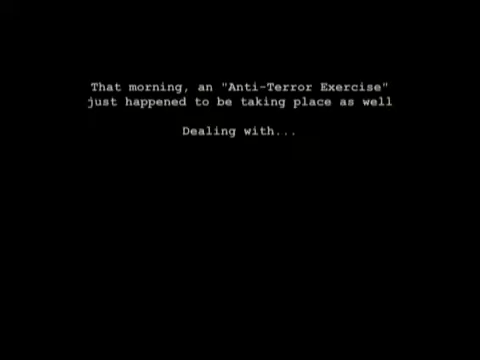 That morning, an "Anti-Terror Exercise"
just happened to be taking place as well
Dealing with...